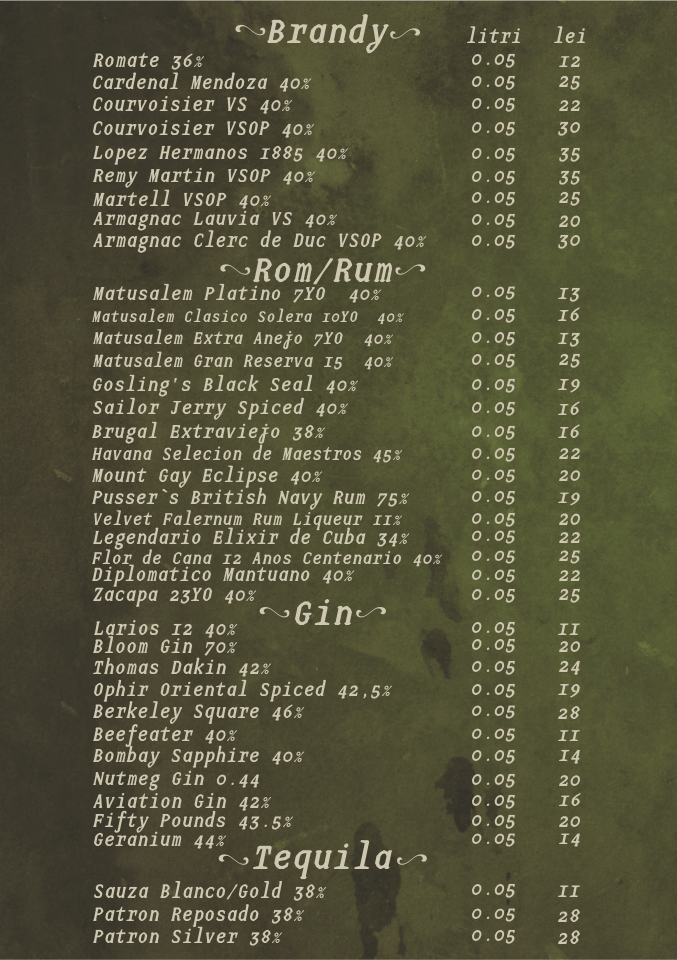 Brandy litri lei
Romate 36% 0.05 12
Cardenal Mendoza 40% 0.05 25
Courvoisier VS 40% 0.05 22
Courvoisier VSOP 40% 0.05 30
Lopez Hermanos 1885 40% 0.05 35
Remy Martin VSOP 40% 0.05 35
Martell VSOP 40% 0.05 25
Armagnac Lauvia VS 40% 0.05 20
Armagnac Clerc de Duc VSOP 40% 0.05 30
Rom/Rum
Matusalem Platino 7YO 40% 0.05 13
Matusalem Clasico Solera 10YO 40% 0.05 16
Matusalem Extra Anejo 7YO 40% 0.05 13
Matusalem Gran Reserva 15 40% 0.05 25
Gosling's Black Seal 40% 0.05 19
Sailor Jerry Spiced 40% 0.05 16
Brugal Extraviejo 38% 0.05 16
Havana Selecion de Maestros 45% 0.05 22
Mount Gay Eclipse 40% 0.05 20
Pusser`s British Navy Rum 75% 0.05 19
Velvet Falernum Rum Liqueur 11% 0.05 20
Legendario Elixir de Cuba 34% 0.05 22
Flor de Cana 12 Anos Centenario 40% 0.05 25
Diplomatico Mantuano 40% 0.05 22
Zacapa 23YO 40% 0.05 25
Gin
Larios 12 40% 0.05 11
Bloom Gin 70% 0.05 20
Thomas Dakin 42% 0.05 24
Ophir Oriental Spiced 42,5% 0.05 19
Berkeley Square 46% 0.05 28
Beefeater 40% 0.05 11
Bombay Sapphire 40% 0.05 14
Nutmeg Gin 0.44 0.05 20
Aviation Gin 42% 0.05 16
Fifty Pounds 43.5% 0.05 20
Geranium 44% 0.05 14
Tequila
Sauza Blanco/Gold 38% 0.05 11
Patron Reposado 38% 0.05 28
Patron Silver 38% 0.05 28